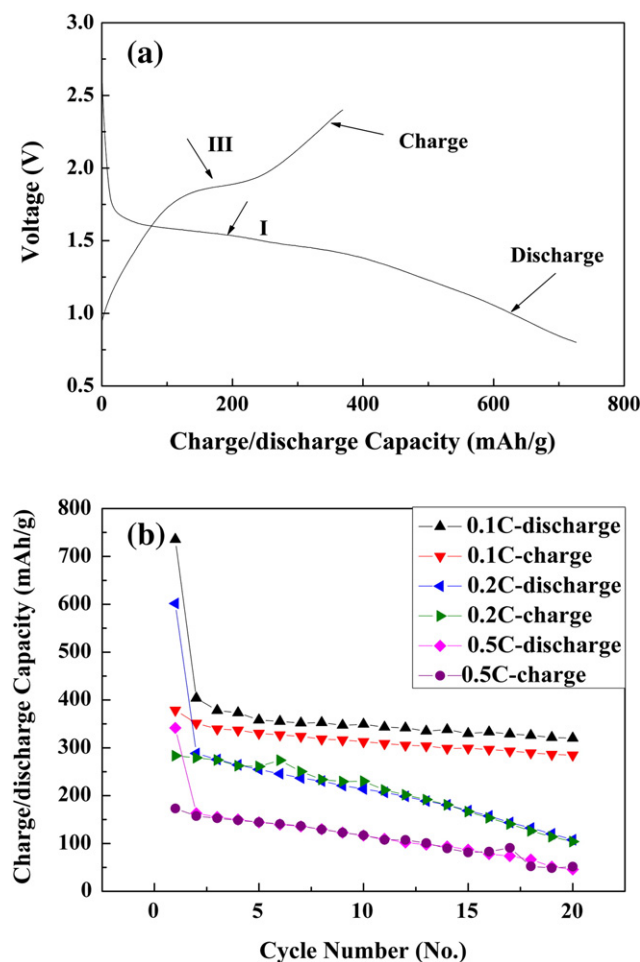 (a)
3.0
2.5
2.0
1.5
1.0
0.5
Voltage (V)
III
Charge
I
Discharge
0 200 400 600 800
Charge/discharge Capacity (mAh/g)
(b)
800
700
600
500
400
300
200
100
0
Charge/discharge Capacity (mAh/g)
0.1C-discharge
0.1C-charge
0.2C-discharge
0.2C-charge
0.5C-discharge
0.5C-charge
0 5 10 15 20
Cycle Number (No.)